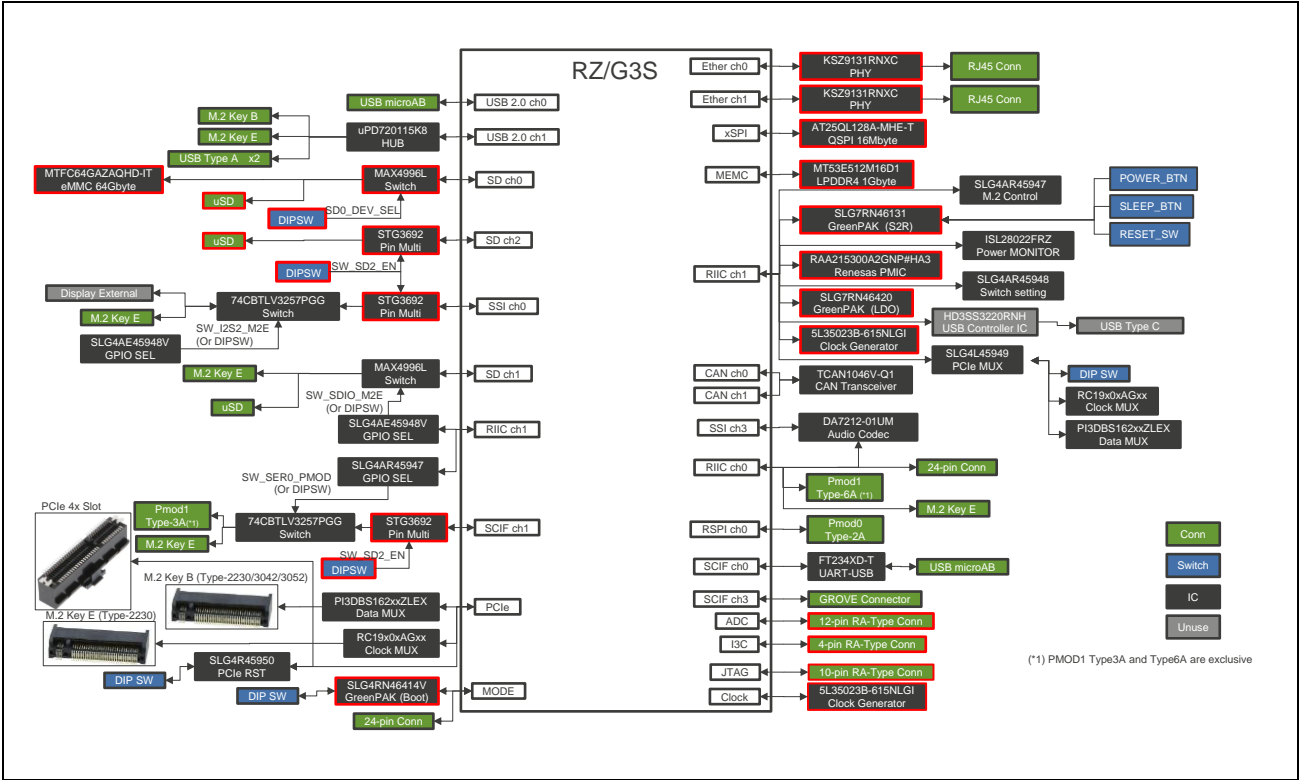 RZ/G3S
USB microAB
USB 2.0 ch0
M.2 Key B
M.2 Key E
USB Type A x2
uPD720115K8
HUB
USB 2.0 ch1
MTFC64GAZAQHD-IT
eMMC 64Gbyte
MAX4996L
Switch
SD ch0
uSD
SD0_DEV_SEL
DIPSW
uSD
STG3692
Pin Multi
SD ch2
SW_SD2_EN
DIPSW
Display External
M.2 Key E
74CBTLV3257PGG
Switch
STG3692
Pin Multi
SSI ch0
SW_I2S2_M2E
(Or DIPSW)
SLG4AE45948V
GPIO SEL
M.2 Key E
MAX4996L
Switch
SD ch1
uSD
SW_SDIO_M2E
(Or DIPSW)
SLG4AE45948V
GPIO SEL
RIIC ch1
SLG4AR45947
GPIO SEL
SW_SER0_PMOD
(Or DIPSW)
PCIe 4x Slot
Pmod1
Type-3A(*1)
M.2 Key E
74CBTLV3257PGG
Switch
STG3692
Pin Multi
SCIF ch1
SW_SD2_EN
DIPSW
M.2 Key B (Type-2230/3042/3052)
PI3DBS162xxZLEX
Data MUX
PCIe
M.2 Key E (Type-2230)
RC19x0xAGxx
Clock MUX
SLG4R45950
PCIe RST
DIP SW
DIP SW
SLG4RN46414V
GreenPAK (Boot)
MODE
24-pin Conn
Ether ch0
KSZ9131RNXC
PHY
RJ45 Conn
Ether ch1
KSZ9131RNXC
PHY
RJ45 Conn
xSPI
AT25QL128A-MHE-T
QSPI 16Mbyte
MEMC
MT53E512M16D1
LPDDR4 1Gbyte
SLG4AR45947
M.2 Control
POWER_BTN
SLEEP_BTN
RESET_SW
SLG7RN46131
GreenPAK (S2R)
ISL28022FRZ
Power MONITOR
RIIC ch1
RAA215300A2GNP#HA3
Renesas PMIC
SLG4AR45948
Switch setting
SLG7RN46420
GreenPAK (LDO)
HD3SS3220RNH
USB Controller IC
USB Type C
5L35023B-615NLGI
Clock Generator
SLG4L45949
PCIe MUX
DIP SW
RC19x0xAGxx
Clock MUX
PI3DBS162xxZLEX
Data MUX
CAN ch0
CAN ch1
TCAN1046V-Q1
CAN Transceiver
SSI ch3
DA7212-01UM
Audio Codec
RIIC ch0
24-pin Conn
Pmod1
Type-6A (*1)
M.2 Key E
RSPI ch0
Pmod0
Type-2A
SCIF ch0
FT234XD-T
UART-USB
USB microAB
SCIF ch3
GROVE Connector
ADC
12-pin RA-Type Conn
I3C
4-pin RA-Type Conn
JTAG
10-pin RA-Type Conn
Clock
5L35023B-615NLGI
Clock Generator
Conn
Switch
IC
Unuse
(*1) PMOD1 Type3A and Type6A are exclusive